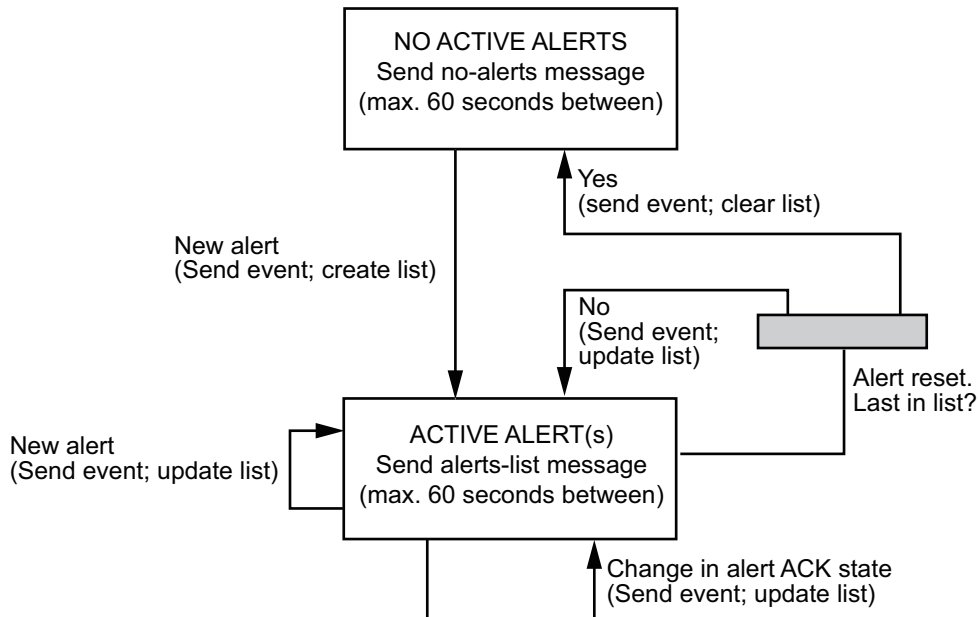 NO ACTIVE ALERTS
Send no-alerts message
(max. 60 seconds between)
Yes
(send event; clear list)
New alert
(Send event; create list)
No
(Send event;
update list)
Alert reset.
Last in list?
New alert
(Send event; update list)
ACTIVE ALERT(s)
Send alerts-list message
(max. 60 seconds between)
Change in alert ACK state
(Send event; update list)